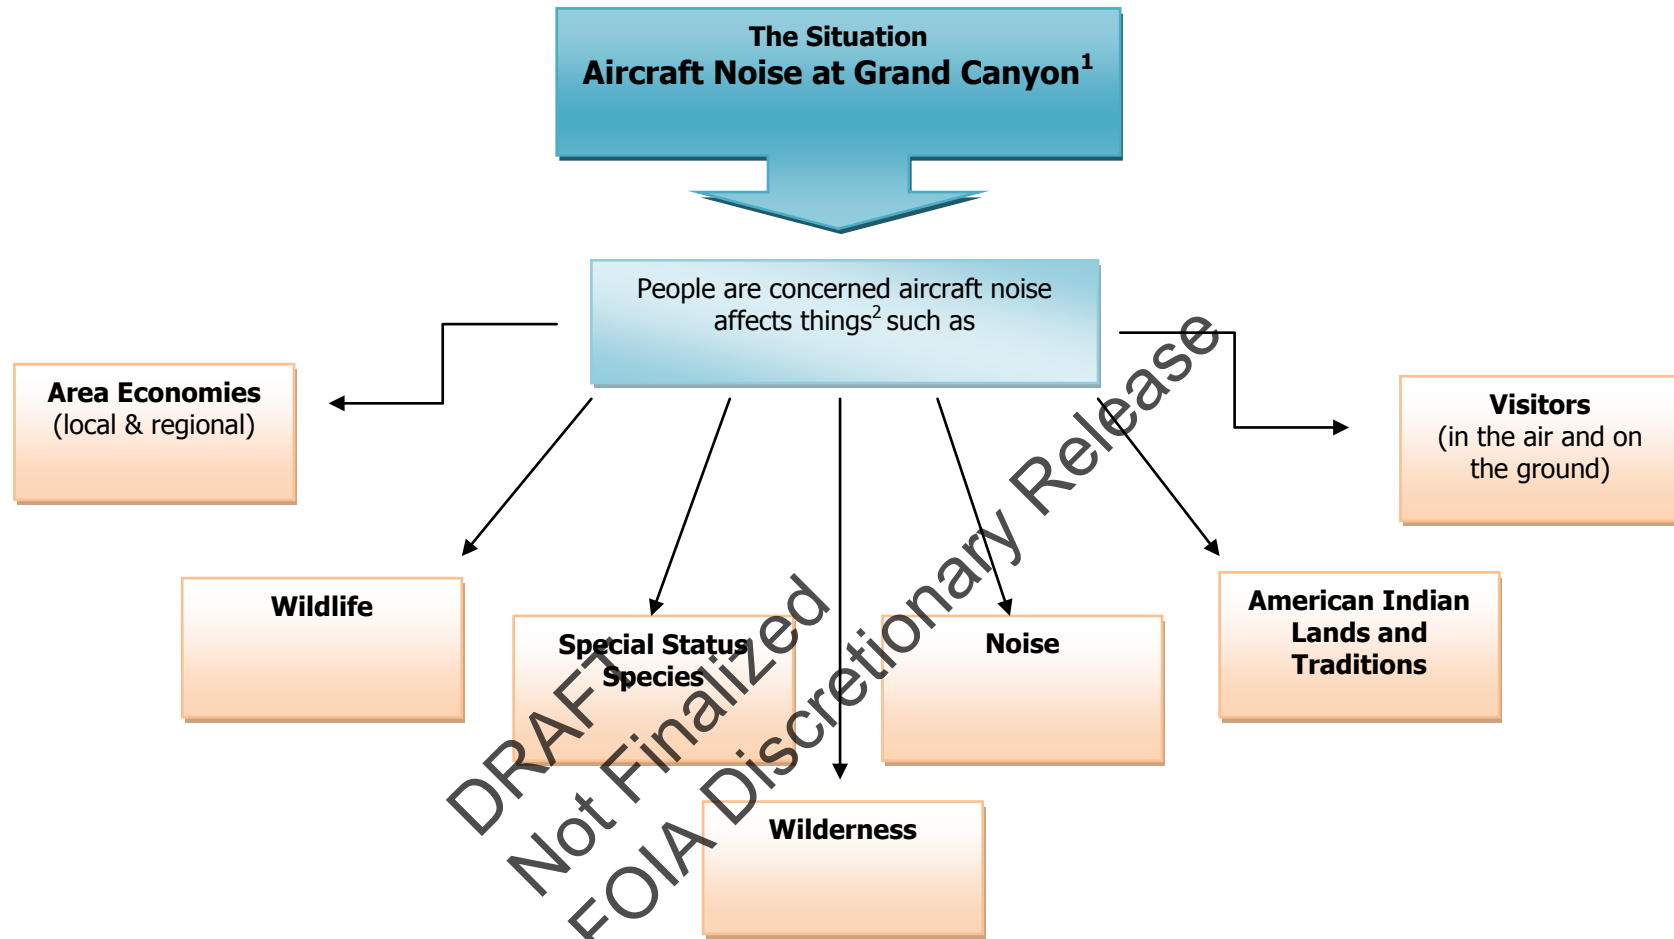 The Situation
Aircraft Noise at Grand Canyon¹
People are concerned aircraft noise
affects things² such as
Area Economies
(local & regional)
Visitors
(in the air and on
the ground)
Wildlife
Special Status
Species
Noise
American Indian
Lands and
Traditions
Wilderness
DRAFT
Not Finalized
FOIA Discretionary Release